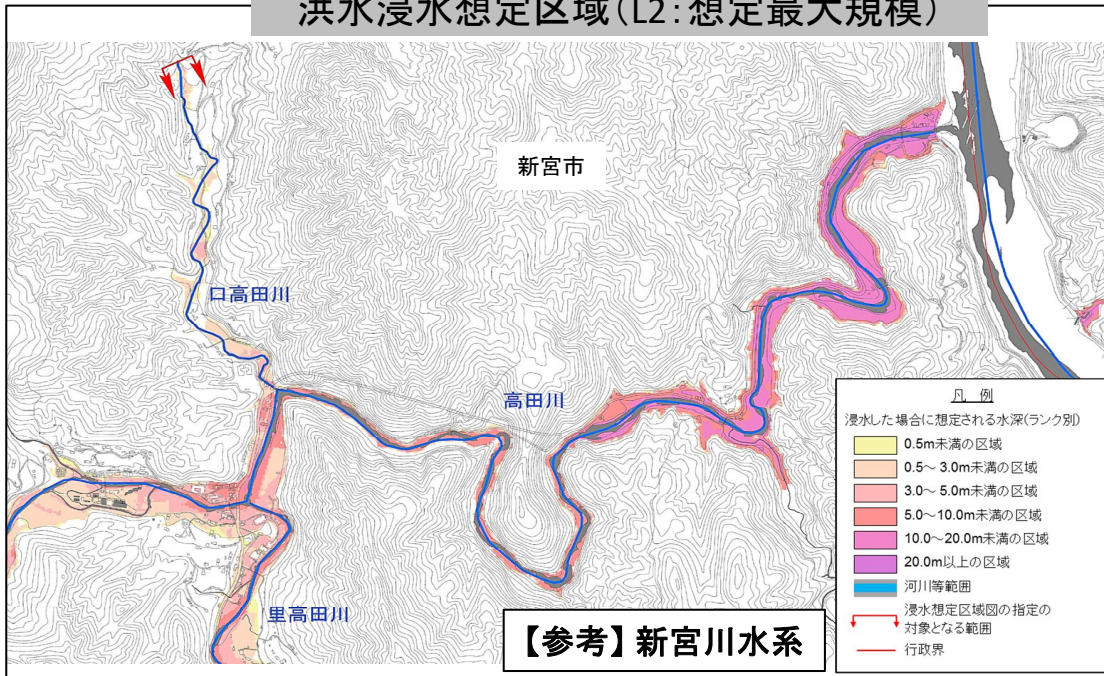 洪水浸水想定区域(L2:想定最大規模)
新宮市
口高田川
高田川
里高田川
【参考】新宮川水系
凡 例
浸水した場合に想定される水深(ランク別)
0.5m未満の区域
0.5～ 3.0m未満の区域
3.0～ 5.0m未満の区域
5.0～10.0m未満の区域
10.0～20.0m未満の区域
20.0m以上の区域
河川等範囲
浸水想定区域図の指定の
対象となる範囲
行政界